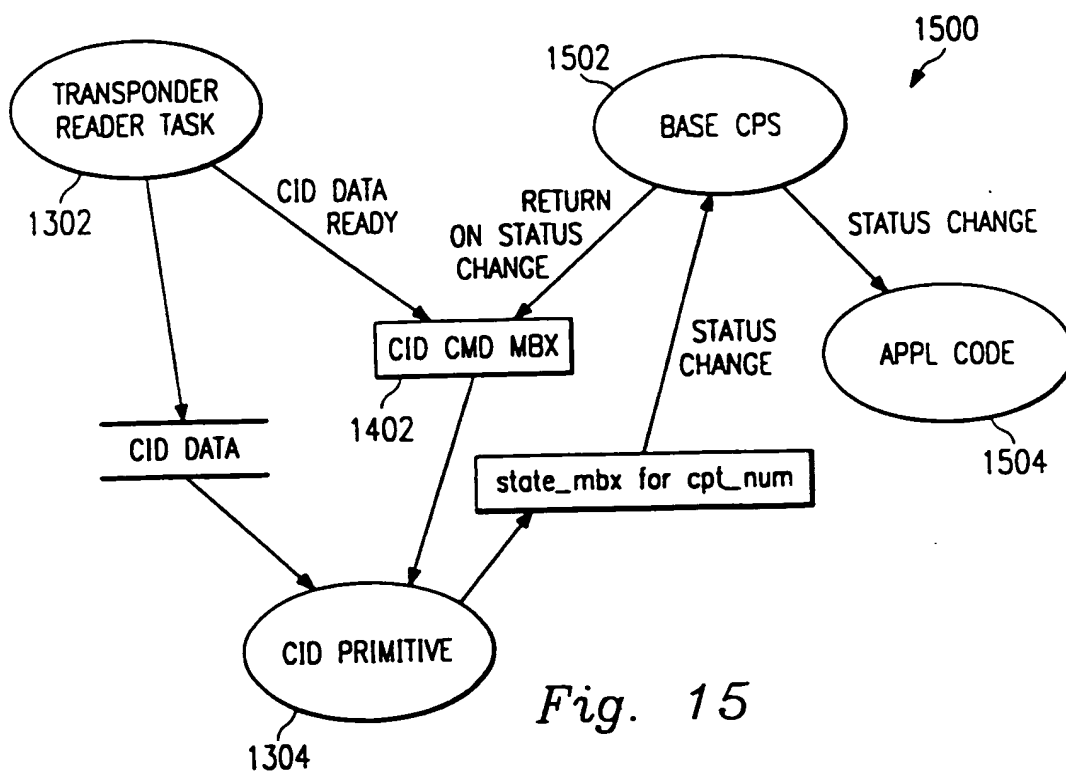 1500
1502
TRANSPONDER
READER TASK
BASE CPS
1302
CID DATA
READY
RETURN
ON STATUS
CHANGE
STATUS CHANGE
STATUS
CHANGE
CID CMD MBX
APPL CODE
1402
CID DATA
1504
state_mbx for cpt_num
CID PRIMITIVE
Fig. 15
1304